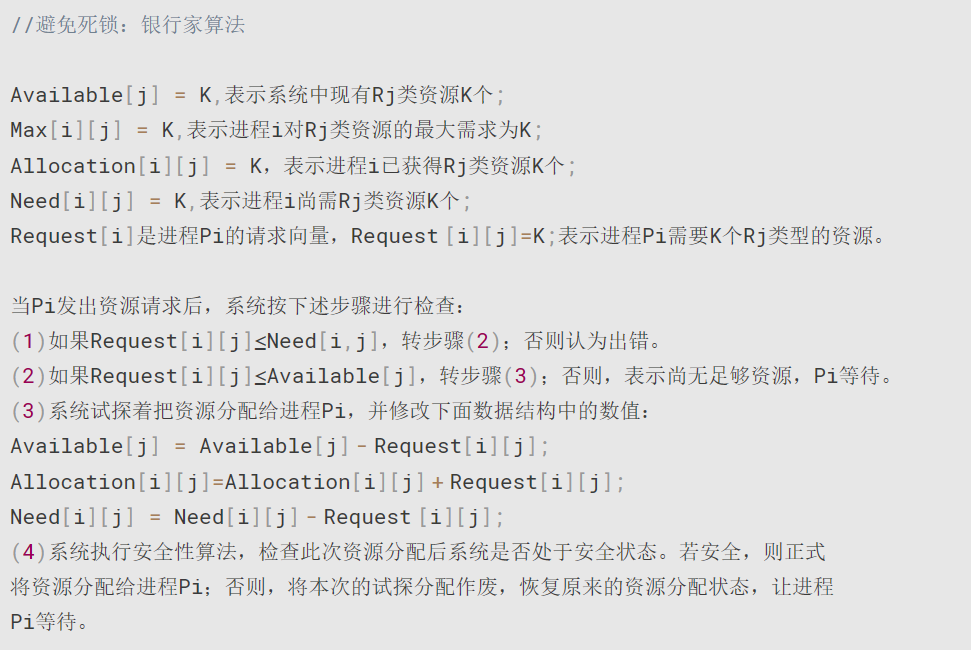 //避免死锁：银行家算法
Available[j] = K,表示系统中现有Rj类资源K个;
Max[i][j] = K,表示进程i对Rj类资源的最大需求为K;
Allocation[i][j] = K，表示进程i已获得Rj类资源K个;
Need[i][j] = K,表示进程i尚需Rj类资源K个;
Request[i]是进程Pi的请求向量，Request [i][j]=K;表示进程Pi需要K个Rj类型的资源。
当Pi发出资源请求后，系统按下述步骤进行检查：
(1)如果Request[i][j]≤Need[i,j]，转步骤(2)；否则认为出错。
(2)如果Request[i][j]≤Available[j]，转步骤(3)；否则，表示尚无足够资源，Pi等待。
(3)系统试探着把资源分配给进程Pi，并修改下面数据结构中的数值：
Available[j] = Available[j]-Request[i][j];
Allocation[i][j]=Allocation[i][j]+Request[i][j];
Need[i][j] = Need[i][j]-Request [i][j];
(4)系统执行安全性算法，检查此次资源分配后系统是否处于安全状态。若安全，则正式
将资源分配给进程Pi；否则，将本次的试探分配作废，恢复原来的资源分配状态，让进程
Pi等待。